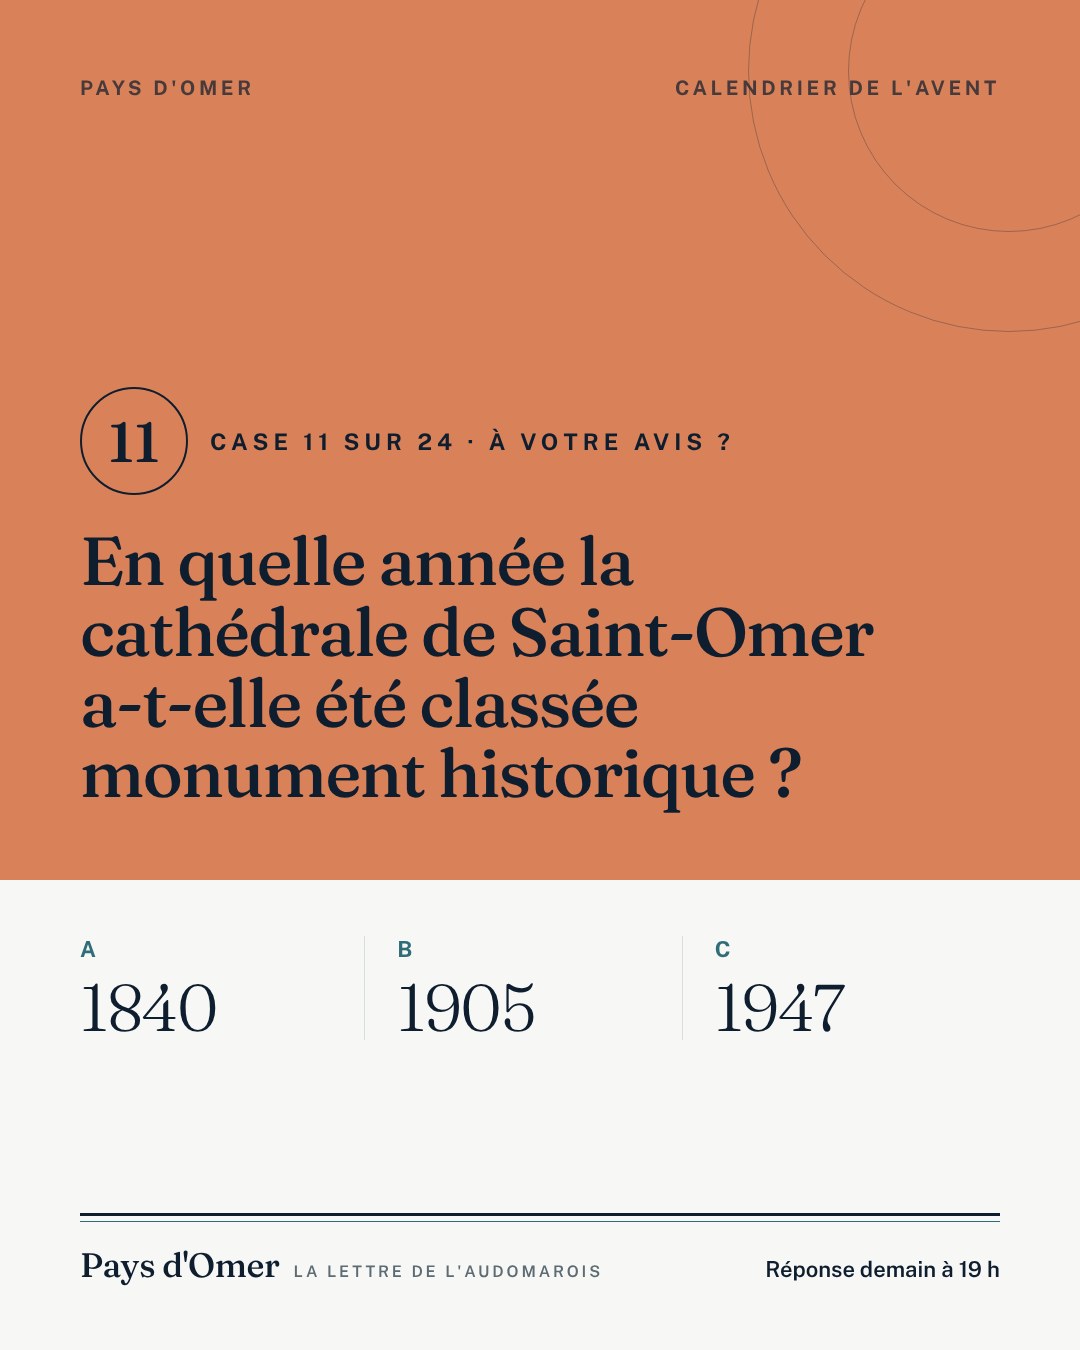 PAYS D'OMER
CALENDRIER DE L'AVENT
11
CASE 11 SUR 24 · À VOTRE AVIS ?
En quelle année la
cathédrale de Saint-Omer
a-t-elle été classée
monument historique ?
A
1840
B
1905
C
1947
Pays d'Omer LA LETTRE DE L'AUDOMAROIS
Réponse demain à 19 h